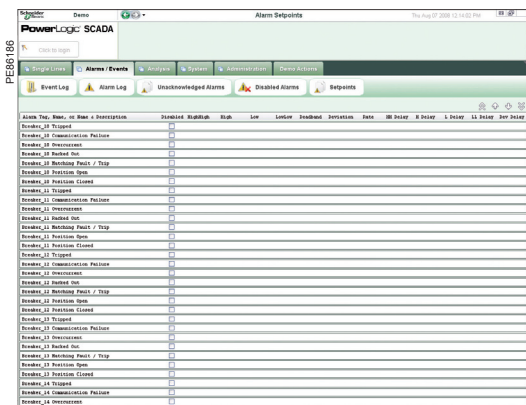 Schneider Electric
Demo
Alarm Setpoints
Thu Aug 07 2008 12:14:02 PM
PowerLogic SCADA
PE86186
Click to login
Single Lines
Alarms / Events
Analysis
System
Administration
Demo Actions
Event Log
Alarm Log
Unacknowledged Alarms
Disabled Alarms
Setpoints
Alarm Tag, Name, or Name & Description Disabled HighHigh High Low LowLow Deadband Deviation Rate HH Delay H Delay L Delay LL Delay Dev Delay
Breaker_10 Tripped
Breaker_10 Communication Failure
Breaker_10 Overcurrent
Breaker_10 Racked Out
Breaker_10 Matching Fault / Trip
Breaker_10 Position Open
Breaker_10 Position Closed
Breaker_11 Tripped
Breaker_11 Communication Failure
Breaker_11 Overcurrent
Breaker_11 Racked Out
Breaker_11 Matching Fault / Trip
Breaker_11 Position Open
Breaker_11 Position Closed
Breaker_12 Tripped
Breaker_12 Communication Failure
Breaker_12 Overcurrent
Breaker_12 Racked Out
Breaker_12 Matching Fault / Trip
Breaker_12 Position Open
Breaker_12 Position Closed
Breaker_13 Tripped
Breaker_13 Communication Failure
Breaker_13 Overcurrent
Breaker_13 Racked Out
Breaker_13 Matching Fault / Trip
Breaker_13 Position Open
Breaker_13 Position Closed
Breaker_14 Tripped
Breaker_14 Communication Failure
Breaker_14 Overcurrent